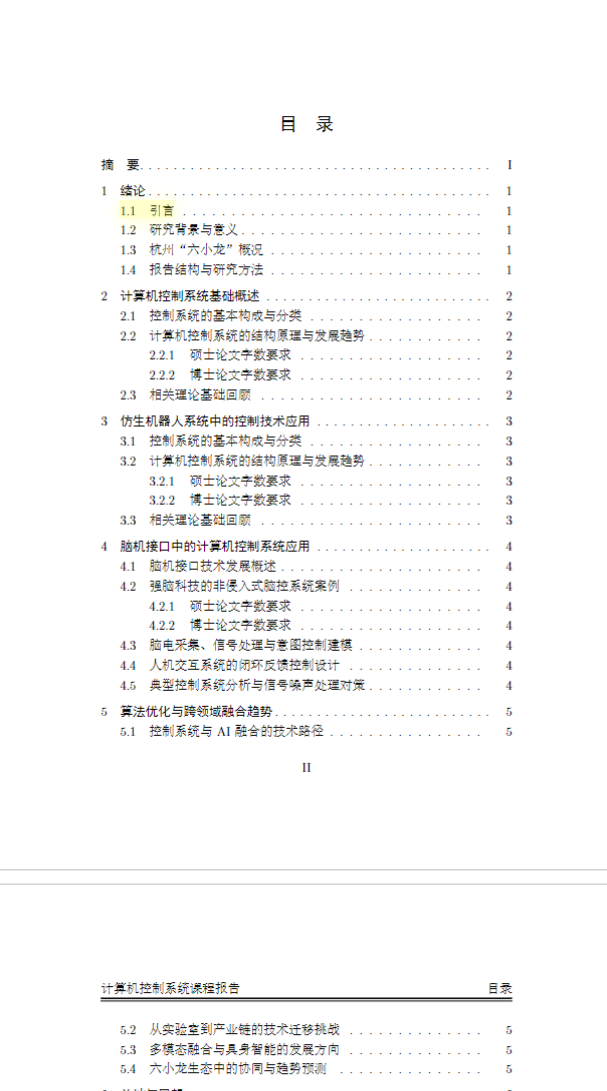 目 录
摘 要 I
1 绪论 1
1.1 引言 1
1.2 研究背景与意义 1
1.3 杭州“六小龙”概况 1
1.4 报告结构与研究方法 1
2 计算机控制系统基础概述 2
2.1 控制系统的基本构成与分类 2
2.2 计算机控制系统的结构原理与发展趋势 2
2.2.1 硕士论文字数要求 2
2.2.2 博士论文字数要求 2
2.3 相关理论基础回顾 2
3 仿生机器人系统中的控制技术应用 3
3.1 控制系统的基本构成与分类 3
3.2 计算机控制系统的结构原理与发展趋势 3
3.2.1 硕士论文字数要求 3
3.2.2 博士论文字数要求 3
3.3 相关理论基础回顾 3
4 脑机接口中的计算机控制系统应用 4
4.1 脑机接口技术发展概述 4
4.2 强脑科技的非侵入式脑控系统案例 4
4.2.1 硕士论文字数要求 4
4.2.2 博士论文字数要求 4
4.3 脑电采集、信号处理与意图控制建模 4
4.4 人机交互系统的闭环反馈控制设计 4
4.5 典型控制系统分析与信号噪声处理对策 4
5 算法优化与跨领域融合趋势 5
5.1 控制系统与 AI 融合的技术路径 5
II
计算机控制系统课程报告 目录
5.2 从实验室到产业链的技术迁移挑战 5
5.3 多模态融合与具身智能的发展方向 5
5.4 六小龙生态中的协同与趋势预测 5